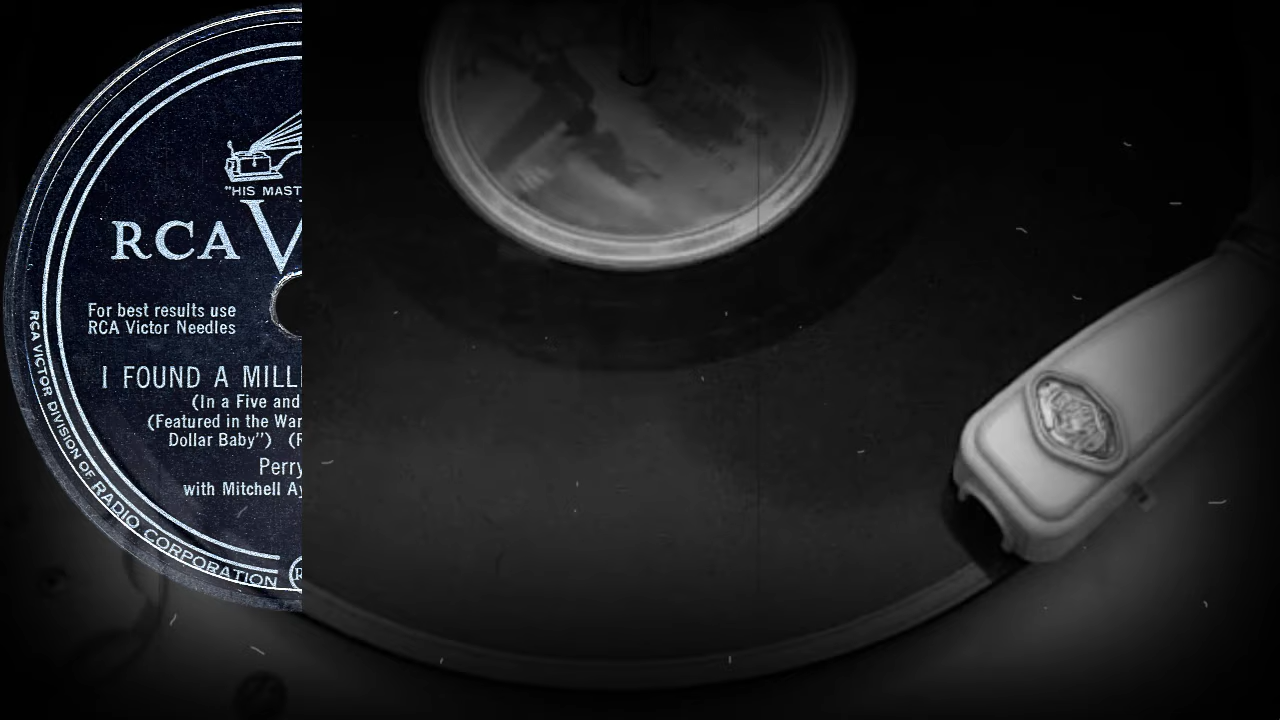 "HIS MAST
RCA V
For best results use
RCA Victor Needles
I FOUND A MILL
(In a Five and
(Featured in the War
Dollar Baby") (R
Perry
with Mitchell Ay
RCA VICTOR DIVISION OF RADIO CORPORATION